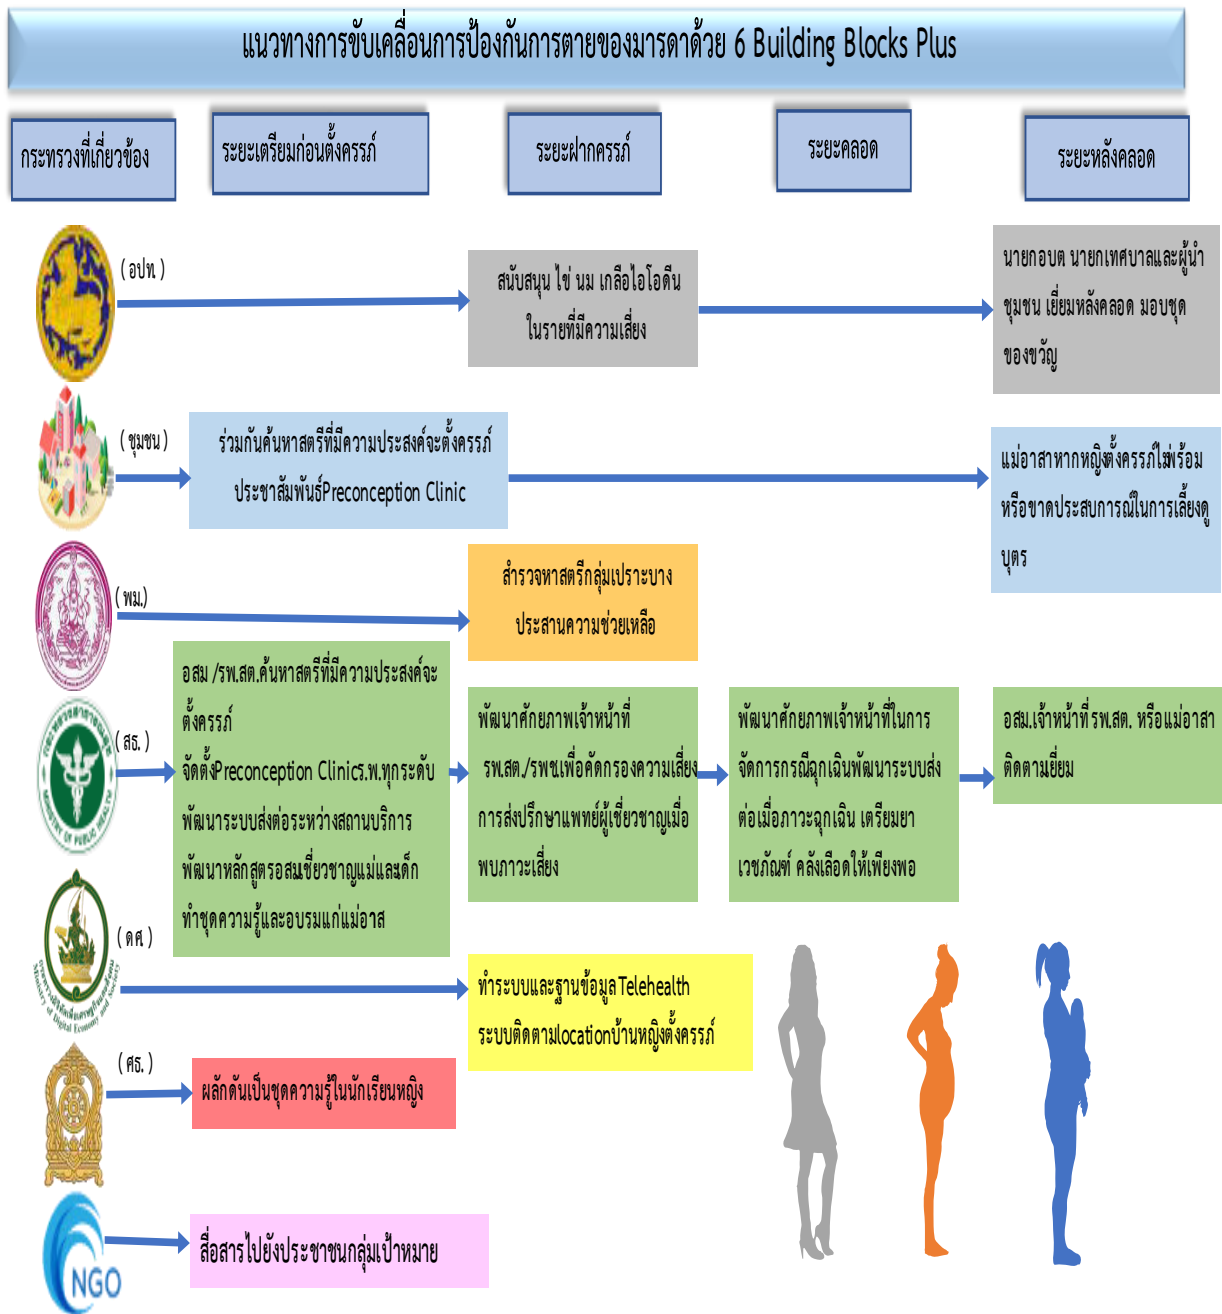 แนวทางการขับเคลื่อนการป้องกันการตายของมารดาด้วย 6 Building Blocks Plus
กระทรวงที่เกี่ยวข้อง
ระยะเตรียมก่อนตั้งครรภ์
ระยะฝากครรภ์
ระยะคลอด
ระยะหลังคลอด
( อปท. )
สนับสนุน ไข่ นม เกลือไอโอดีน
ในรายที่มีความเสี่ยง
นายกอบต นายกเทศบาลและผู้นำ
ชุมชน เยี่ยมหลังคลอด มอบชุด
ของขวัญ
( ชุมชน )
ร่วมกันค้นหาสตรีที่มีความประสงค์จะตั้งครรภ์
ประชาสัมพันธ์Preconception Clinic
แม่อาสาหากหญิงตั้งครรภ์ไม่พร้อม
หรือขาดประสบการณ์ในการเลี้ยงดู
บุตร
( พม.)
สำรวจหาสตรีกลุ่มเปราะบาง
ประสานความช่วยเหลือ
( สธ. )
อสม /รพ.สต.ค้นหาสตรีที่มีความประสงค์จะ
ตั้งครรภ์
จัดตั้งPreconception Clinicร.พ.ทุกระดับ
พัฒนาระบบส่งต่อระหว่างสถานบริการ
พัฒนาหลักสูตรอสมเชี่ยวชาญแม่และเด็ก
ทำชุดความรู้และอบรมแก่แม่อาส
พัฒนาศักยภาพเจ้าหน้าที่
รพ.สต./รพช.เพื่อคัดกรองความเสี่ยง
การส่งปรึกษาแพทย์ผู้เชี่ยวชาญเมื่อ
พบภาวะเสี่ยง
พัฒนาศักยภาพเจ้าหน้าที่ในการ
จัดการกรณีฉุกเฉินพัฒนาระบบส่ง
ต่อเมื่อภาวะฉุกเฉิน เตรียมยา
เวชภัณฑ์ คลังเลือดให้เพียงพอ
อสม.เจ้าหน้าที่ รพ.สต. หรือแม่อาสา
ติดตามเยี่ยม
MINISTRY OF PUBLIC HEALTH
( ดศ. )
ทำระบบและฐานข้อมูลTelehealth
ระบบติดตามlocationบ้านหญิงตั้งครรภ์
Ministry of Digital Economy and Society
( ศธ. )
ผลักดันเป็นชุดความรู้ในนักเรียนหญิง
NGO
สื่อสารไปยังประชาชนกลุ่มเป้าหมาย